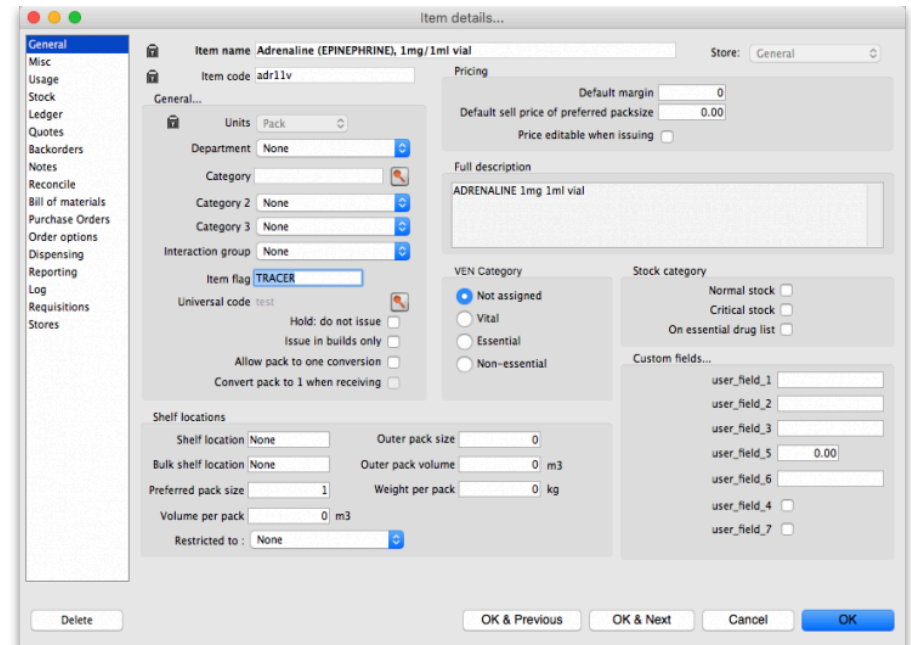 Item details...
General
Misc
Usage
Stock
Ledger
Quotes
Backorders
Notes
Reconcile
Bill of materials
Purchase Orders
Order options
Dispensing
Reporting
Log
Requisitions
Stores
Item name Adrenaline (EPINEPHRINE), 1mg/1ml vial
Store: General
Item code adr11v
General...
Units Pack
Department None
Category
Category 2 None
Category 3 None
Interaction group None
Item flag TRACER
Universal code test
Hold: do not issue
Issue in builds only
Allow pack to one conversion
Convert pack to 1 when receiving
Pricing
Default margin 0
Default sell price of preferred packsize 0.00
Price editable when issuing
Full description
ADRENALINE 1mg 1ml vial
VEN Category
Not assigned
Vital
Essential
Non-essential
Stock category
Normal stock
Critical stock
On essential drug list
Custom fields...
user_field_1
user_field_2
user_field_3
user_field_5 0.00
user_field_6
user_field_4
user_field_7
Shelf locations
Shelf location None
Outer pack size 0
Bulk shelf location None
Outer pack volume 0 m3
Preferred pack size 1
Weight per pack 0 kg
Volume per pack 0 m3
Restricted to : None
Delete
OK & Previous
OK & Next
Cancel
OK